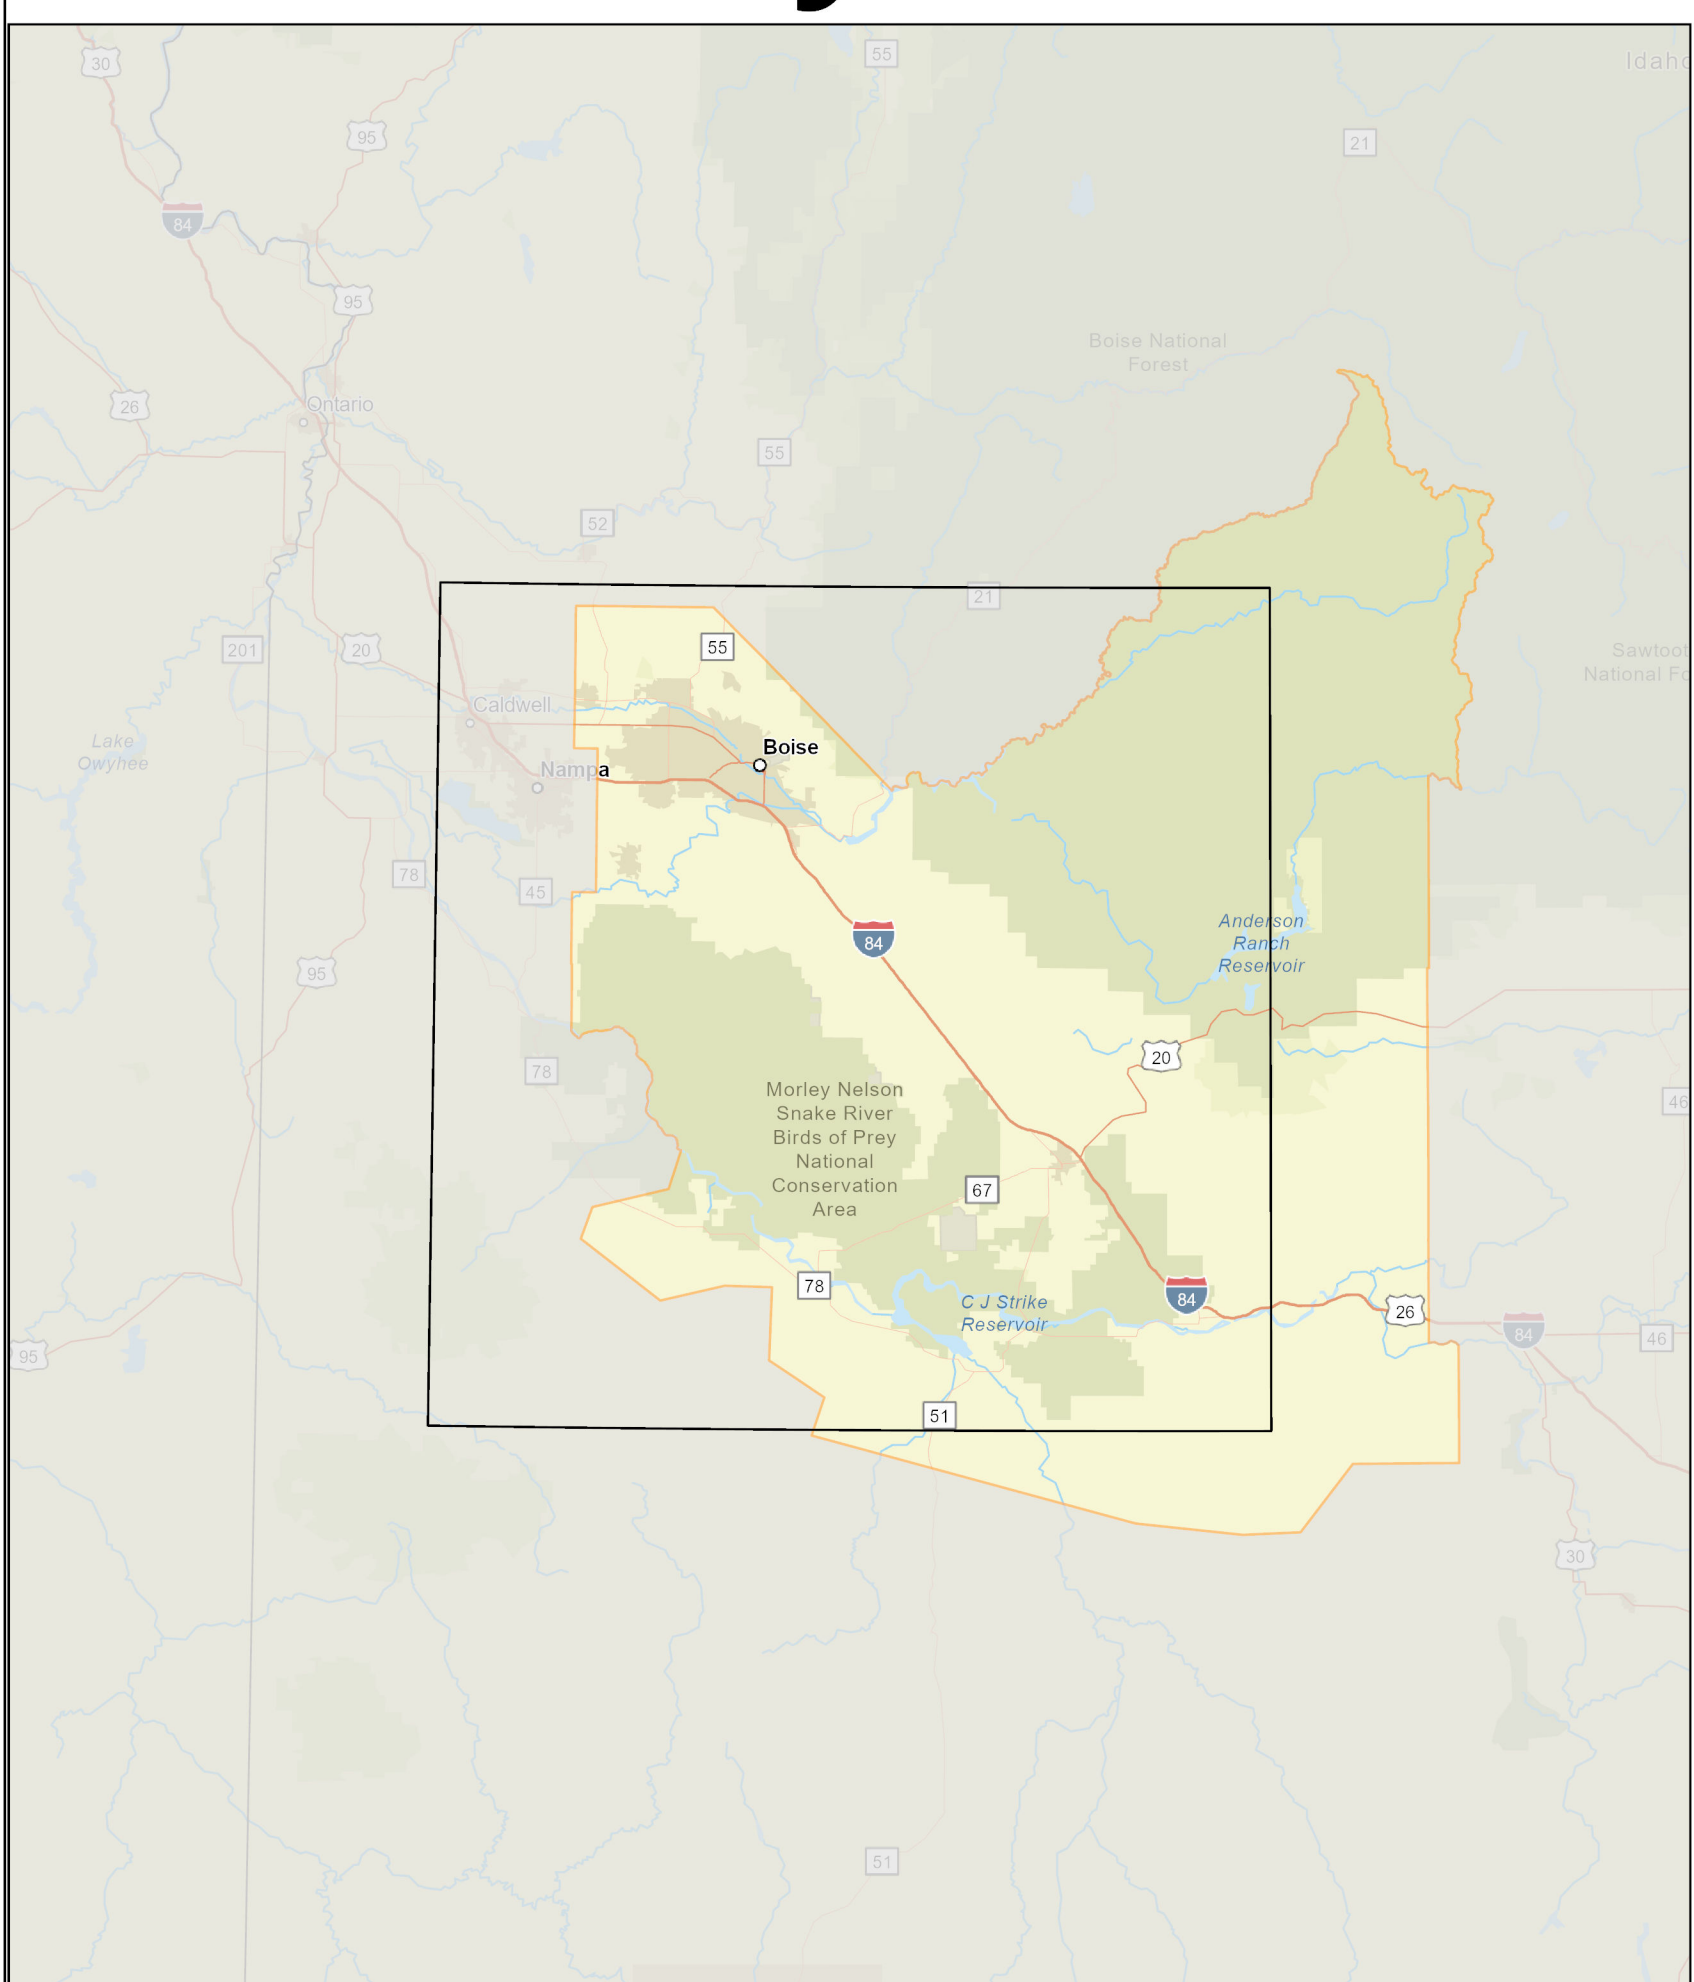 30
55
Idaho
95
21
84
95
Boise National
Forest
26
Ontario
55
52
21
201
20
55
Sawtoot
National Fo
Caldwell
Lake
Owyhee
Boise
Nampa
78
45
84
Anderson
Ranch
Reservoir
95
20
78
Morley Nelson
Snake River
Birds of Prey
National
Conservation
Area
46
67
78
84
C J Strike
Reservoir
26
84
46
95
51
30
51